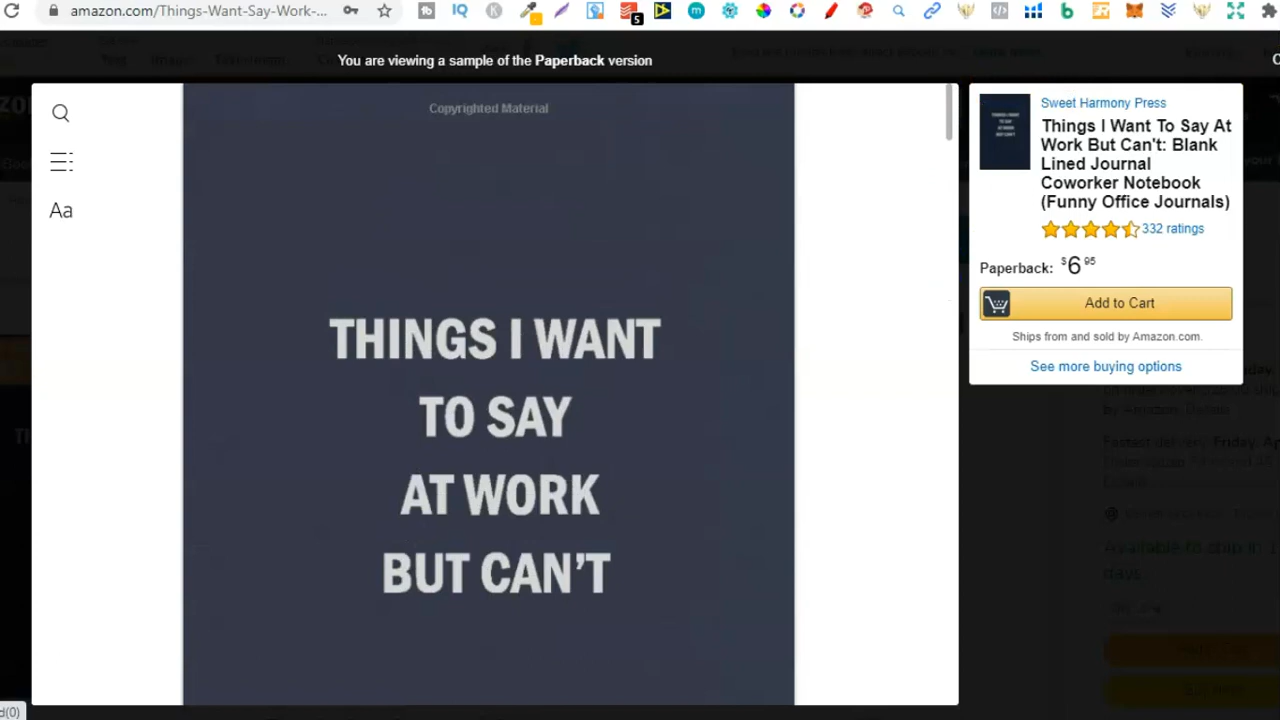 amazon.com/Things-Want-Say-Work-...
5
You are viewing a sample of the Paperback version
Copyrighted Material
Aa
THINGS I WANT
TO SAY
AT WORK
BUT CAN'T
Sweet Harmony Press
Things I Want To Say At
Work But Can't: Blank
Lined Journal
Coworker Notebook
(Funny Office Journals)
332 ratings
Paperback: $6 95
Add to Cart
Ships from and sold by Amazon.com.
See more buying options
d(0)